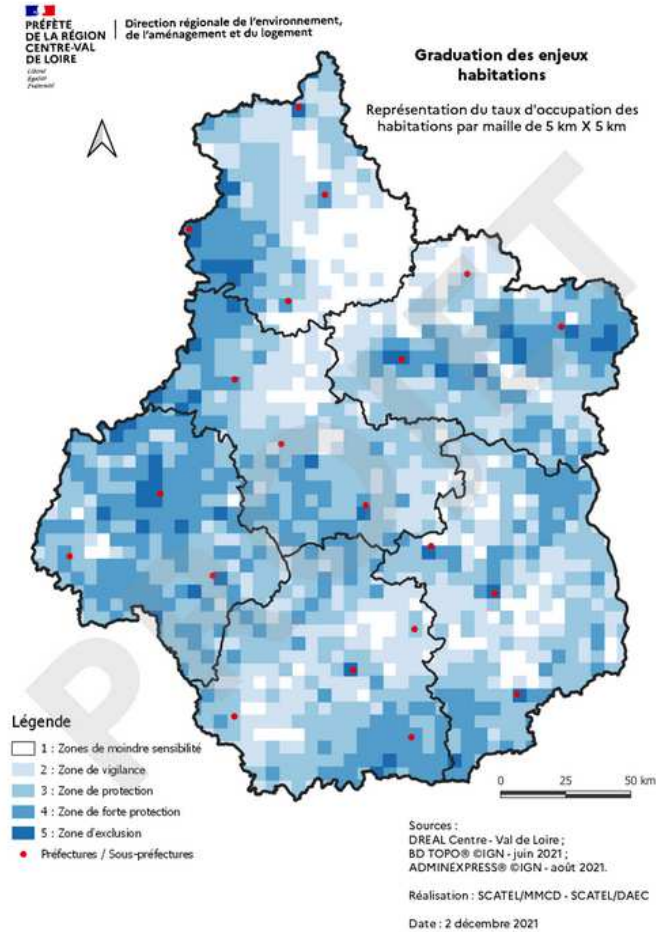 PRÉFÈTE
DE LA RÉGION
CENTRE-VAL
DE LOIRE
Liberté
Égalité
Fraternité
Direction régionale de l'environnement,
de l'aménagement et du logement
Graduation des enjeux
habitations
Représentation du taux d'occupation des
habitations par maille de 5 km X 5 km
PROJET
Légende
1 : Zones de moindre sensibilité
2 : Zone de vigilance
3 : Zone de protection
4 : Zone de forte protection
5 : Zone d'exclusion
Préfectures / Sous-préfectures
0 25 50 km
Sources :
DREAL Centre - Val de Loire ;
BD TOPO® ©IGN - juin 2021 ;
ADMINEXPRESS® ©IGN - août 2021.
Réalisation : SCATEL/MMCD - SCATEL/DAEC
Date : 2 décembre 2021